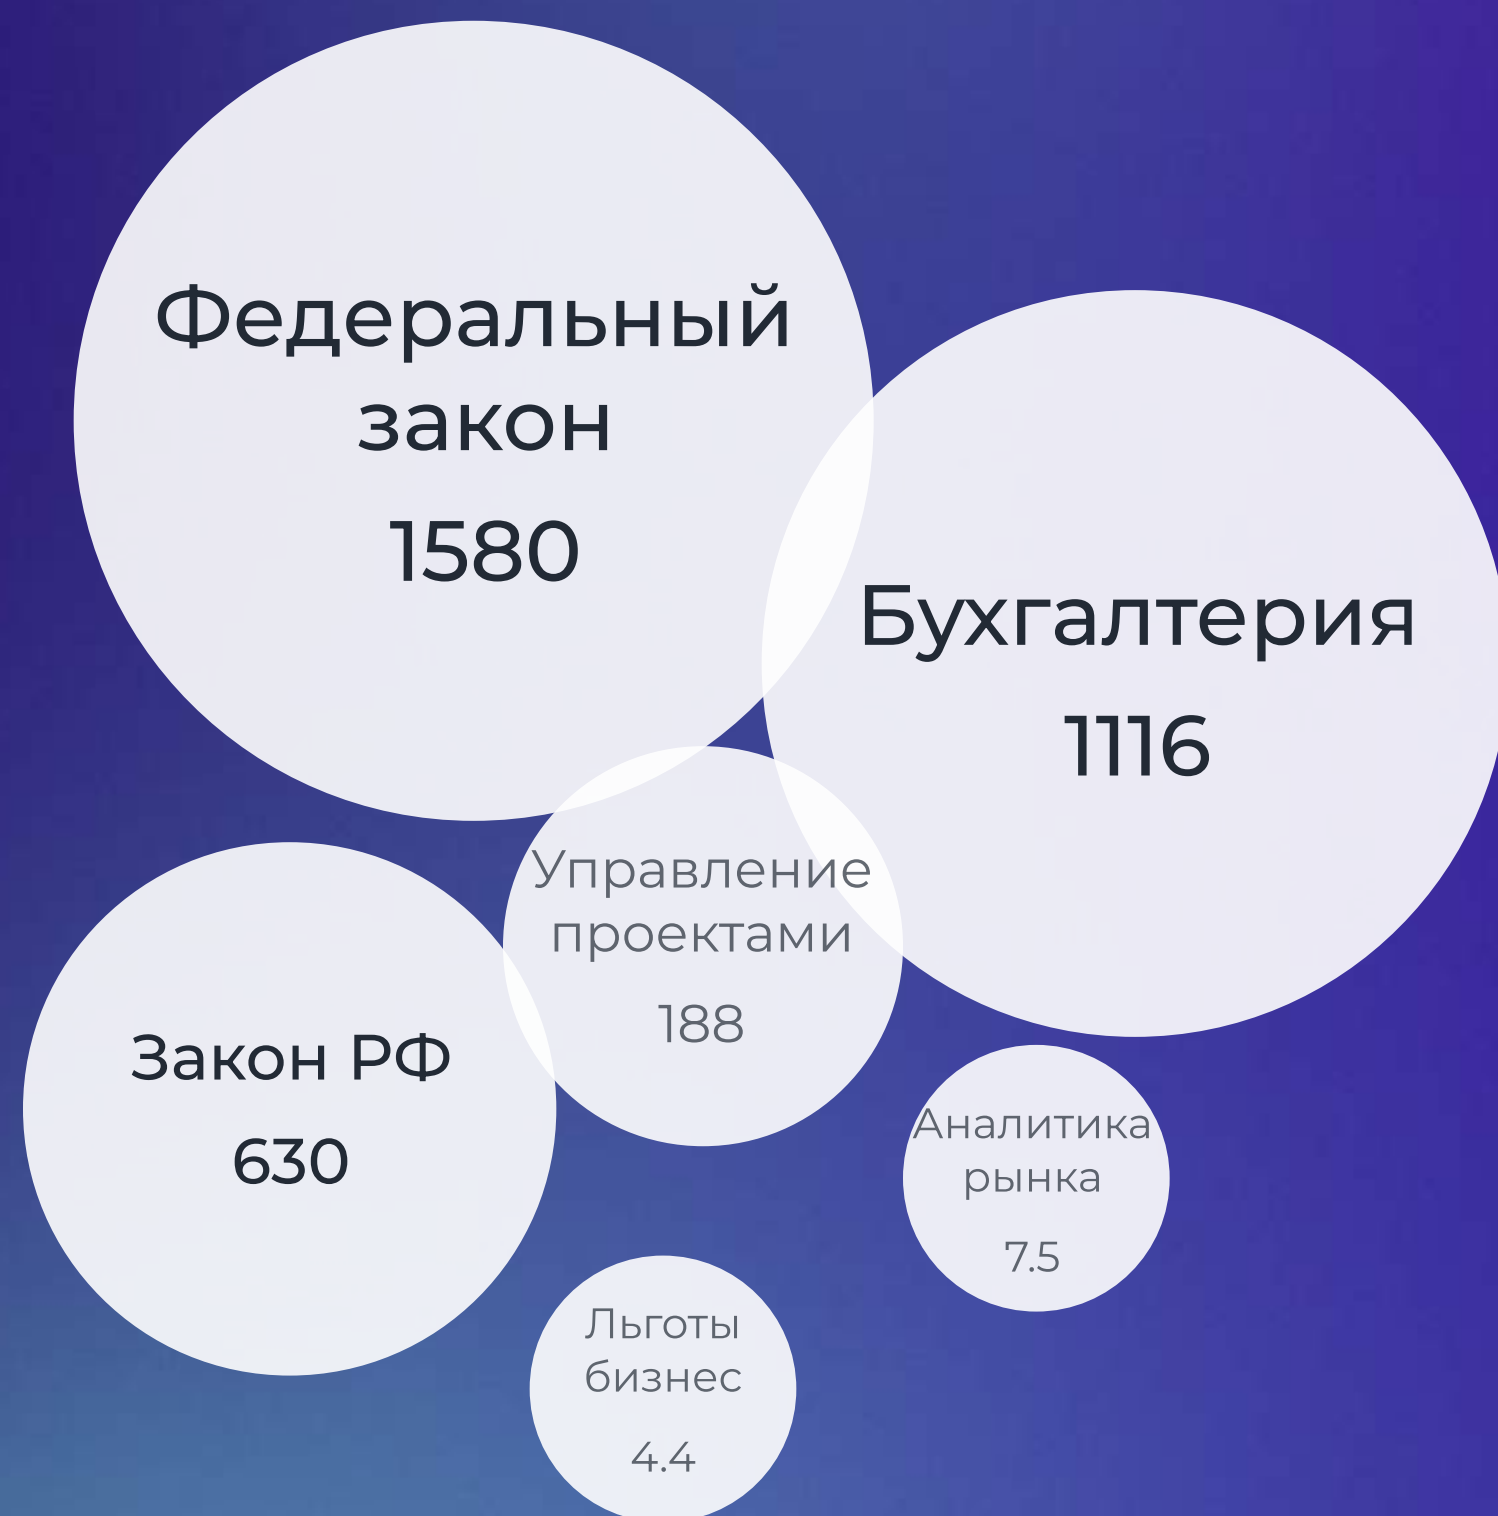 Федеральный
закон
1580
Бухгалтерия
1116
Управление
проектами
188
Закон РФ
630
Аналитика
рынка
7.5
Льготы
бизнес
4.4